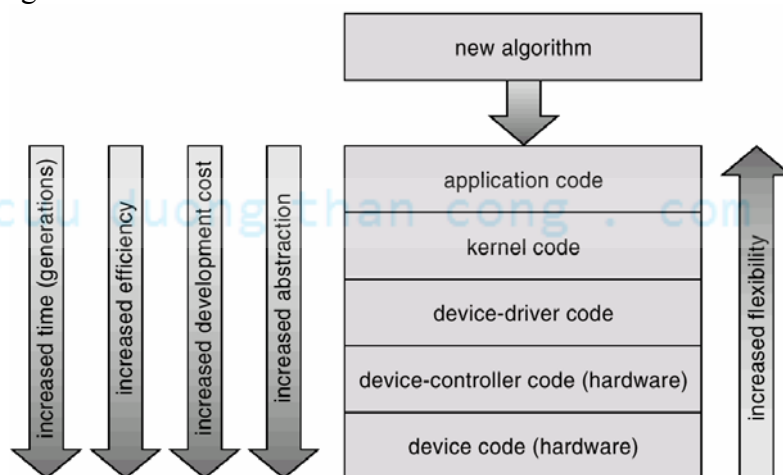 new algorithm
application code
kernel code
device-driver code
device-controller code (hardware)
device code (hardware)
increased time (generations)
increased efficiency
increased development cost
increased abstraction
increased flexibility
cuu duong than cong . com